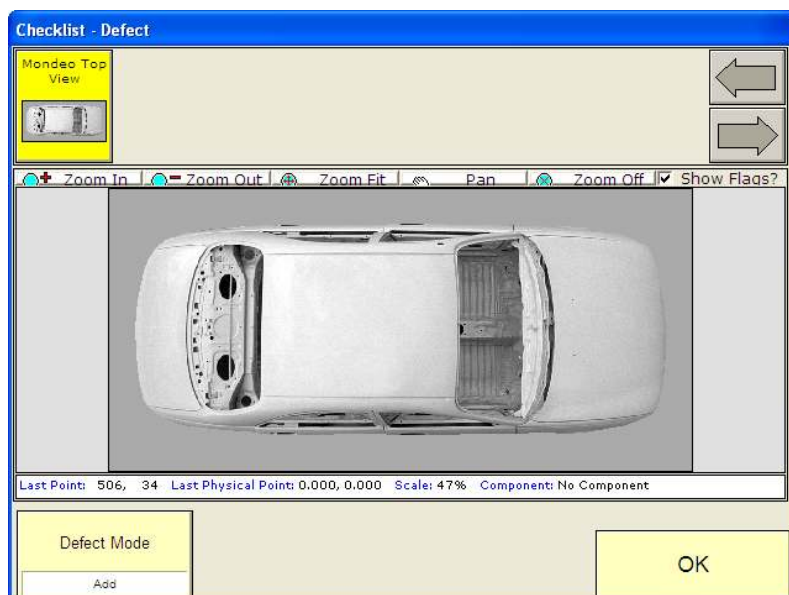 Checklist - Defect
Mondeo Top
View
Zoom In Zoom Out Zoom Fit Pan Zoom Off Show Flags?
Last Point: 506, 34 Last Physical Point: 0.000, 0.000 Scale: 47% Component: No Component
Defect Mode
Add
OK